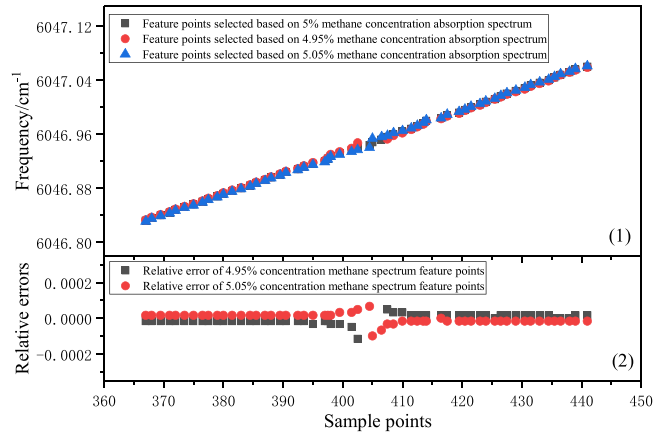 6047.12
6047.04
6046.96
6046.88
6046.80
Frequency/cm⁻¹
Feature points selected based on 5% methane concentration absorption spectrum
Feature points selected based on 4.95% methane concentration absorption spectrum
Feature points selected based on 5.05% methane concentration absorption spectrum
(1)
0.0002
0.0000
-0.0002
Relative errors
Relative error of 4.95% concentration methane spectrum feature points
Relative error of 5.05% concentration methane spectrum feature points
(2)
360 370 380 390 400 410 420 430 440 450
Sample points